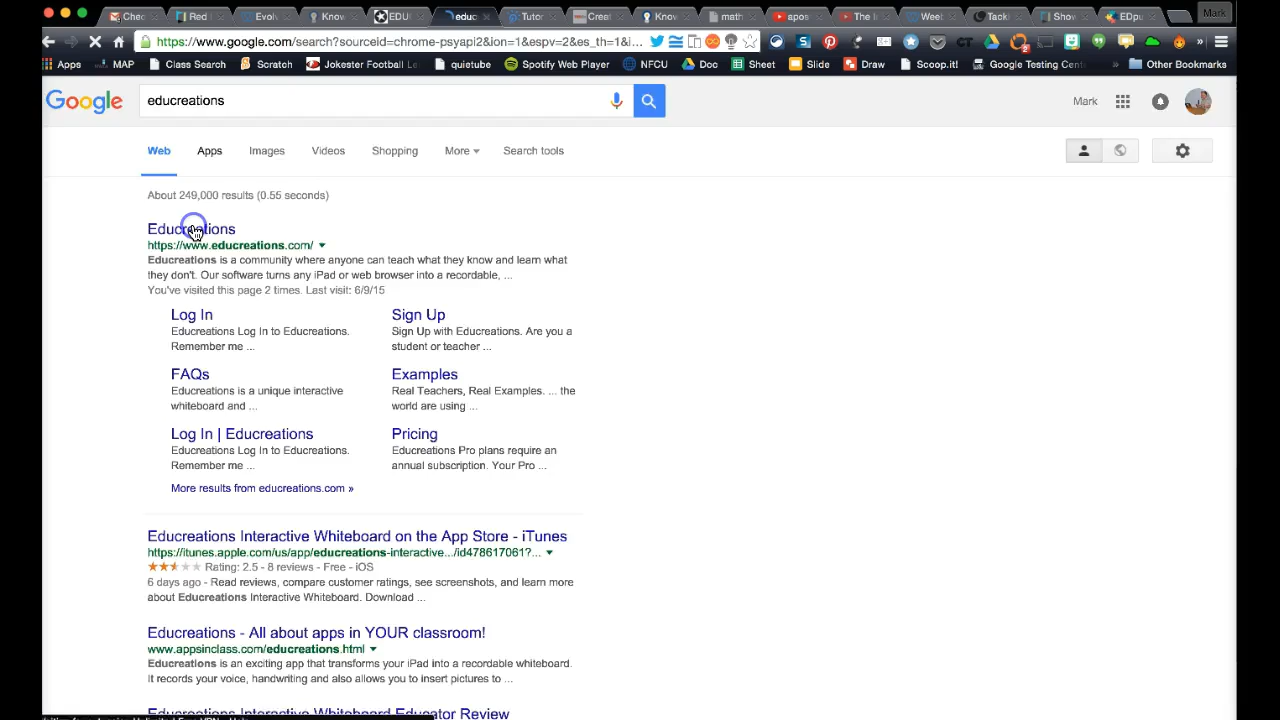 Chec
Red
Evolv
Know
EDU
educ
Tutor
Creat
Know
math
apos
The
Weel
Tacki
Show
EDpu
Mark
https://www.google.com/search?sourceid=chrome-psyapi2&ion=1&espv=2&es_th=1&i...
Apps
MAP
Class Search
Scratch
Jokester Football Le
quietube
Spotify Web Player
NFCU
Doc
Sheet
Slide
Draw
Scoop.it!
Google Testing Cente
Other Bookmarks
Google
educreations
Mark
Web Apps Images Videos Shopping More Search tools
About 249,000 results (0.55 seconds)
Educreations
https://www.educreations.com/
Educreations is a community where anyone can teach what they know and learn what
they don't. Our software turns any iPad or web browser into a recordable, ...
You've visited this page 2 times. Last visit: 6/9/15
Log In
Educreations Log In to Educreations.
Remember me ...
Sign Up
Sign Up with Educreations. Are you a
student or teacher ...
FAQs
Educreations is a unique interactive
whiteboard and ...
Examples
Real Teachers, Real Examples. ... the
world are using ...
Log In | Educreations
Educreations Log In to Educreations.
Remember me ...
Pricing
Educreations Pro plans require an
annual subscription. Your Pro ...
More results from educreations.com »
Educreations Interactive Whiteboard on the App Store - iTunes
https://itunes.apple.com/us/app/educreations-interactive.../id478617061?...
Rating: 2.5 - 8 reviews - Free - iOS
6 days ago - Read reviews, compare customer ratings, see screenshots, and learn more
about Educreations Interactive Whiteboard. Download ...
Educreations - All about apps in YOUR classroom!
www.appsinclass.com/educreations.html
Educreations is an exciting app that transforms your iPad into a recordable whiteboard.
It records your voice, handwriting and also allows you to insert pictures to ...
Educreations Interactive Whiteboard Educator Review